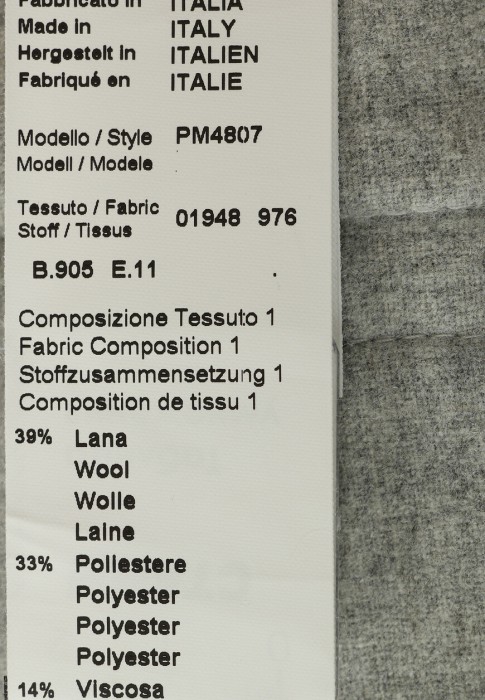 Fabbricato in ITALIA
Made in ITALY
Hergestelt in ITALIEN
Fabriqué en ITALIE
Modello / Style PM4807
Modell / Modele
Tessuto / Fabric 01948 976
Stoff / Tissus
B.905 E.11
Composizione Tessuto 1
Fabric Composition 1
Stoffzusammensetzung 1
Composition de tissu 1
39% Lana
Wool
Wolle
Laine
33% Poliestere
Polyester
Polyester
Polyester
14% Viscosa